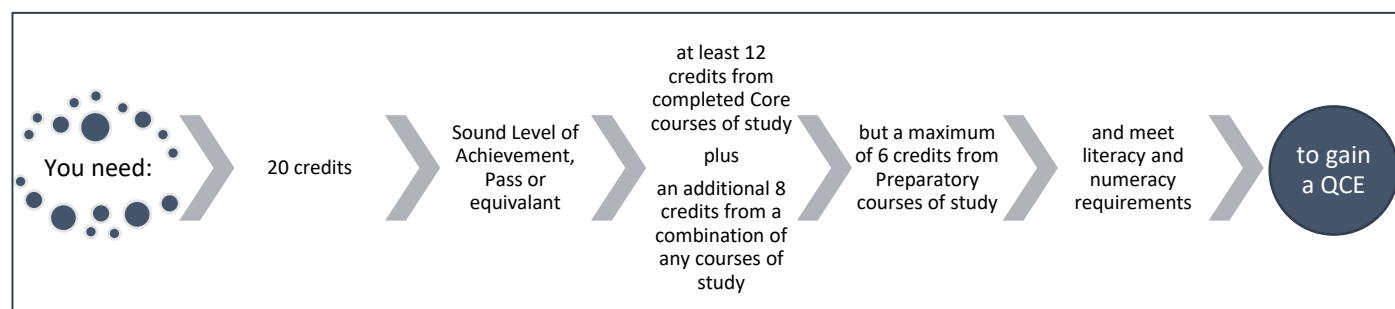 You need:
20 credits
Sound Level of
Achievement,
Pass or
equivalant
at least 12
credits from
completed Core
courses of study
plus
an additional 8
credits from a
combination of
any courses of
study
but a maximum
of 6 credits from
Preparatory
courses of study
and meet
literacy and
numeracy
requirements
to gain
a QCE